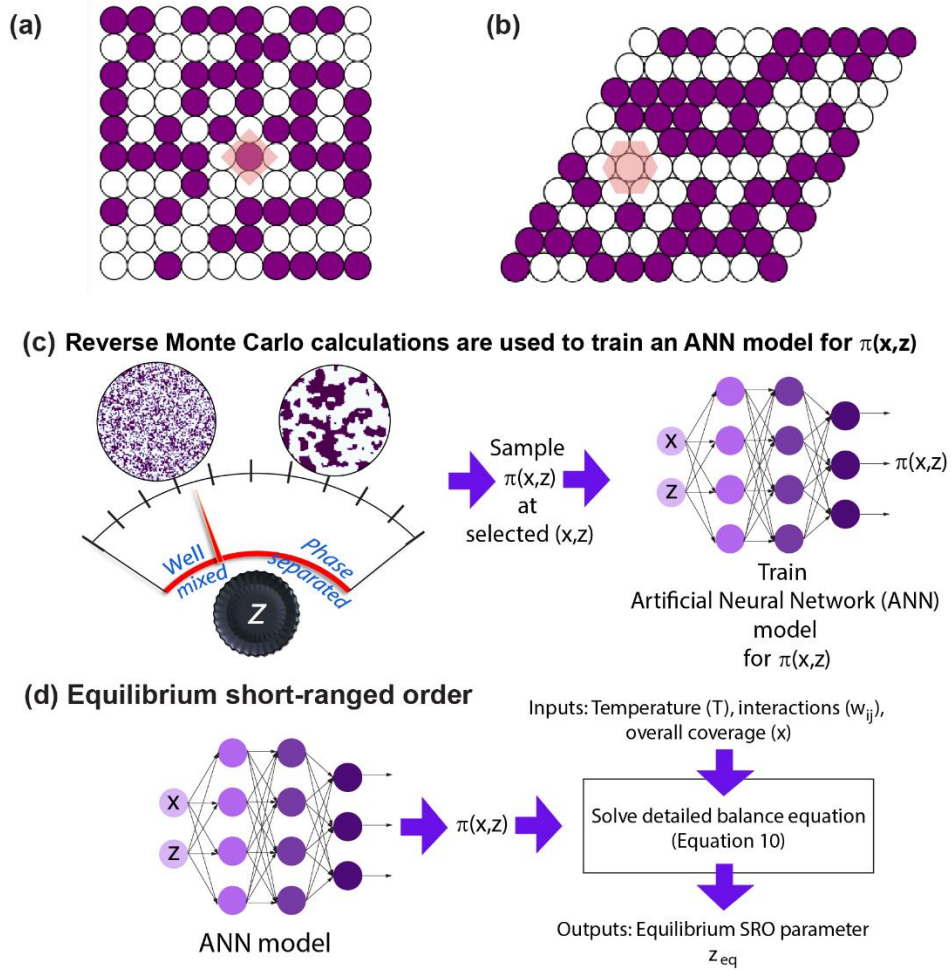 (a)
(b)
(c) Reverse Monte Carlo calculations are used to train an ANN model for π(x,z)
Well
mixed
Phase
separated
Z
Sample
π(x,z)
at
selected (x,z)
X
Z
π(x,z)
Train
Artificial Neural Network (ANN)
model
for π(x,z)
(d) Equilibrium short-ranged order
X
Z
ANN model
π(x,z)
Inputs: Temperature (T), interactions (wij),
overall coverage (x)
Solve detailed balance equation
(Equation 10)
Outputs: Equilibrium SRO parameter
zeq